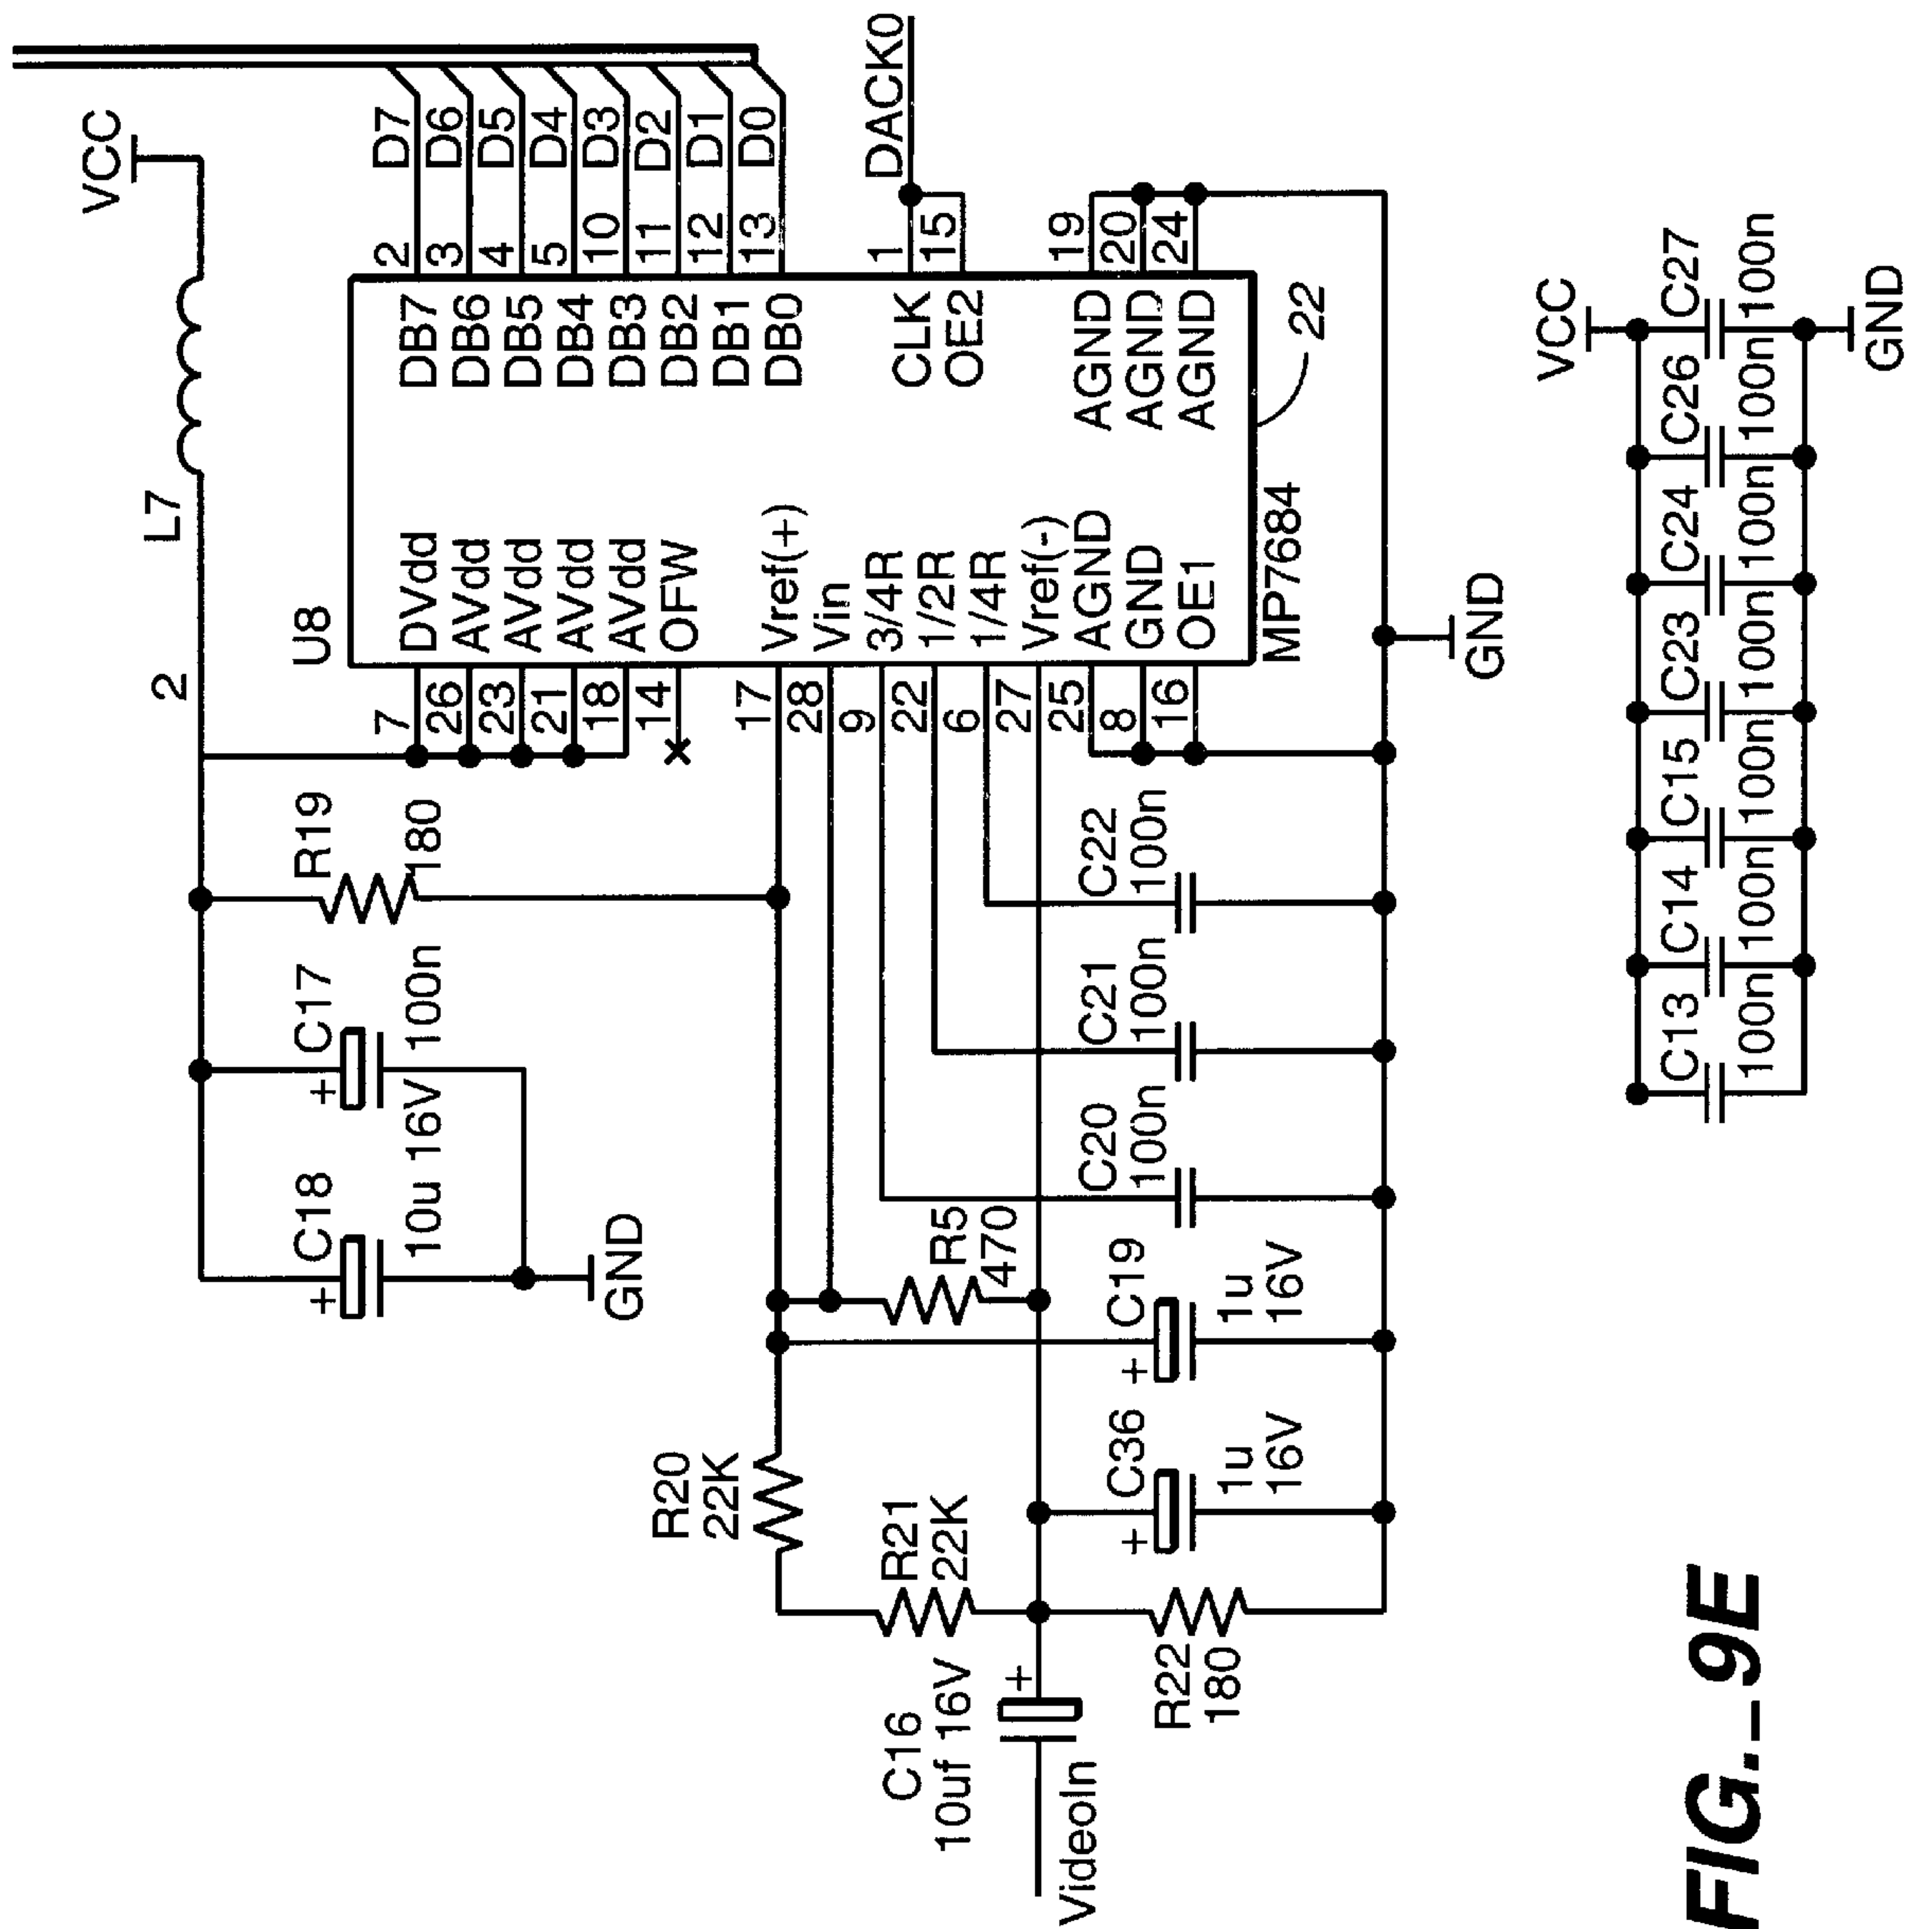 VCC
L7
2
U8
7 DVdd
26 AVdd
23 AVdd
21 AVdd
18 AVdd
14 OFW
17 Vref(+)
28 Vin
9 3/4R
22 1/2R
6 1/4R
27 Vref(-)
25 AGND
8 GND
16 OE1
DB7 2 D7
DB6 3 D6
DB5 4 D5
DB4 5 D4
DB3 10 D3
DB2 11 D2
DB1 12 D1
DB0 13 D0
CLK 1 DACK0
OE2 15
AGND 19
AGND 20
AGND 24
MP7684
22
R19
180
C17
100n
+
C18
10u 16V
+
GND
R20
22K
R21
22K
R5
470
C16
10uf 16V
+
VideoIn
R22
180
C36
+
1u
16V
C19
+
1u
16V
C20
100n
C21
100n
C22
100n
GND
VCC
C13
100n
C14
100n
C15
100n
C23
100n
C24
100n
C26
100n
C27
100n
GND
FIG._9E